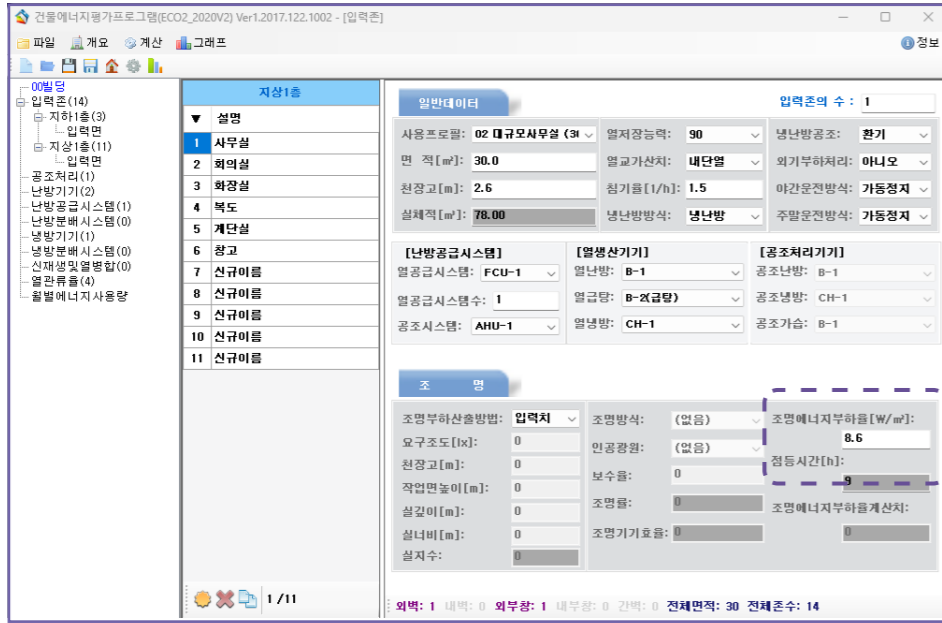 건물에너지평가프로그램(ECO2_2020V2) Ver1.2017.122.1002 - [입력존]
파일 개요 계산 그래프 정보
00빌딩
입력존(14)
지하1층(3)
입력면
지상1층(11)
입력면
공조처리(1)
난방기기(2)
난방공급시스템(1)
난방분배시스템(0)
냉방기기(1)
냉방분배시스템(0)
신재생및열병합(0)
열관류율(4)
월별에너지사용량
지상1층
▼ 설명
1 사무실
2 회의실
3 화장실
4 복도
5 계단실
6 창고
7 신규이름
8 신규이름
9 신규이름
10 신규이름
11 신규이름
1 /11
일반데이터 입력존의 수 : 1
사용프로필: 02 대규모사무실 (30 열저장능력: 90 냉난방공조: 환기
면 적[㎡]: 30.0 열교가산치: 내단열 외기부하처리: 아니오
천장고[m]: 2.6 침기율[1/h]: 1.5 야간운전방식: 가동정지
실체적[㎥]: 78.00 냉난방방식: 냉난방 주말운전방식: 가동정지
[난방공급시스템] [열생산기기] [공조처리기기]
열공급시스템: FCU-1 열난방: B-1 공조난방: B-1
열공급시스템수: 1 열급탕: B-2(급탕) 공조냉방: CH-1
공조시스템: AHU-1 열냉방: CH-1 공조가습: B-1
조 명
조명부하산출방법: 입력치 조명방식: (없음) 조명에너지부하율[W/㎡]:
8.6
요구조도[lx]: 0 인공광원: (없음) 점등시간[h]:
9
천장고[m]: 0 보수율: 0
작업면높이[m]: 0
실깊이[m]: 0 조명률: 0 조명에너지부하율계산치:
0
실너비[m]: 0 조명기기효율: 0
실지수: 0
외벽: 1 내벽: 0 외부창: 1 내부창: 0 간벽: 0 전체면적: 30 전체존수: 14